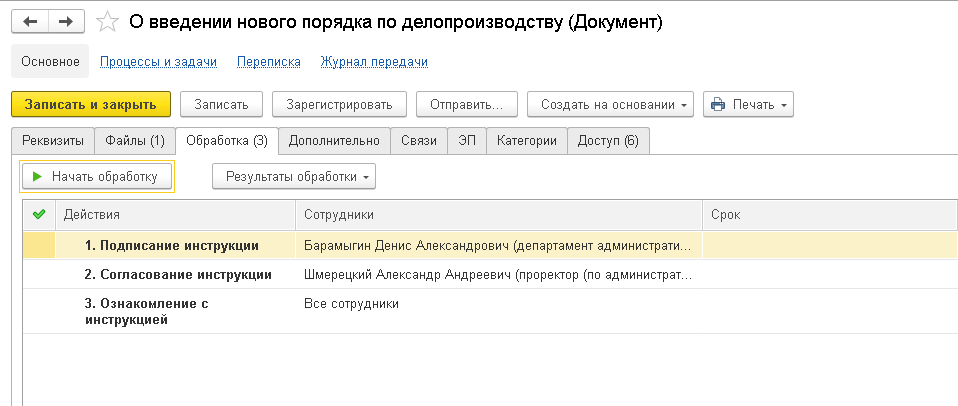 О введении нового порядка по делопроизводству (Документ)
Основное Процессы и задачи Переписка Журнал передачи
Записать и закрыть Записать Зарегистрировать Отправить... Создать на основании Печать
Реквизиты Файлы (1) Обработка (3) Дополнительно Связи ЭП Категории Доступ (6)
Начать обработку Результаты обработки
Действия Сотрудники Срок
1. Подписание инструкции Барамыгин Денис Александрович (департамент административ...
2. Согласование инструкции Шмерецкий Александр Андреевич (проректор (по администрат...
3. Ознакомление с Все сотрудники
инструкцией